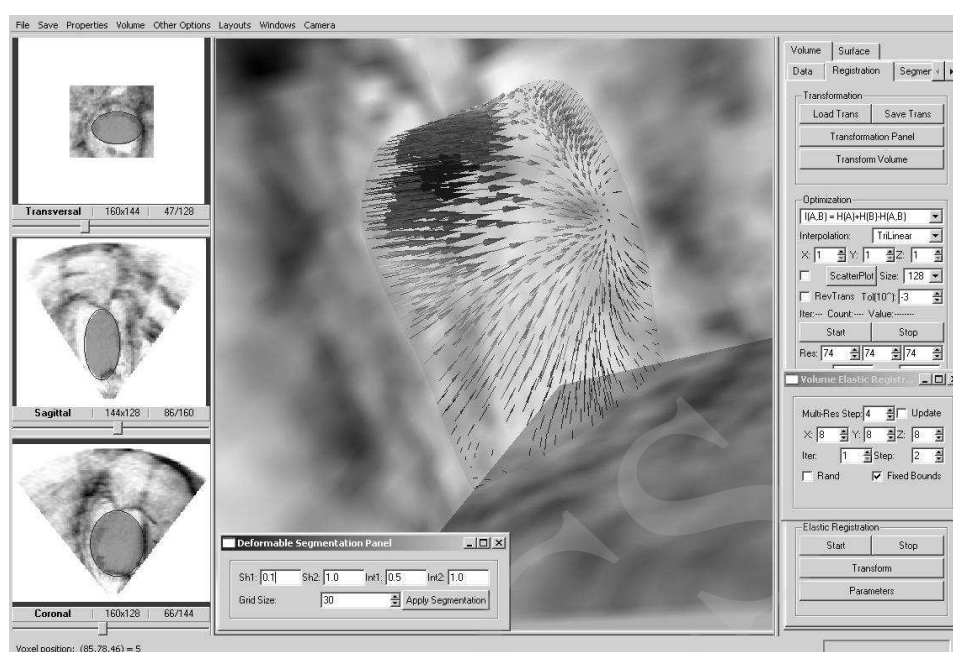 File Save Properties Volume Other Options Layouts Windows Camera
Transversal 160x144 47/128
Sagittal 144x128 86/160
Coronal 160x128 66/144
Voxel position: (85,78,46) = 5
Deformable Segmentation Panel
Sh1: 0.1 Sh2: 1.0 Int1: 0.5 Int2: 1.0
Grid Size: 30 Apply Segmentation
Volume Surface
Data Registration Segmer
Transformation
Load Trans Save Trans
Transformation Panel
Transform Volume
Optimization
I(A,B) = H(A)+H(B)-H(A,B)
Interpolation: TriLinear
X: 1 Y: 1 Z: 1
ScatterPlot Size: 128
RevTrans Tol(10^): -3
Iter:--- Count:---- Value:--------
Start Stop
Res: 74 74 74
Volume Elastic Registr...
Multi-Res Step: 4 Update
X: 8 Y: 8 Z: 8
Iter: 1 Step: 2
Rand Fixed Bounds
Elastic Registration
Start Stop
Transform
Parameters